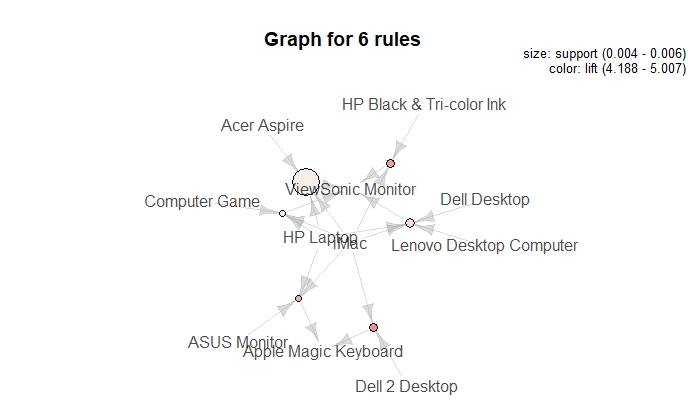 Graph for 6 rules
size: support (0.004 - 0.006)
color: lift (4.188 - 5.007)
HP Black & Tri-color Ink
Acer Aspire
ViewSonic Monitor
Computer Game
Dell Desktop
HP Laptop
iMac
Lenovo Desktop Computer
ASUS Monitor
Apple Magic Keyboard
Dell 2 Desktop